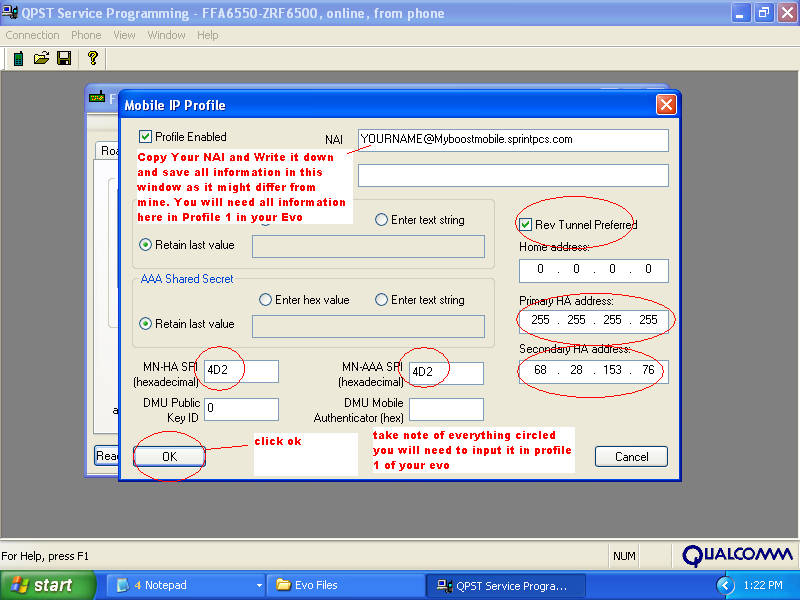 QPST Service Programming - FFA6550-ZRF6500, online, from phone
Connection Phone View Window Help
F
Mobile IP Profile
Roa
Profile Enabled
NAI
YOURNAME@Myboostmobile.sprintpcs.com
Copy Your NAI and Write it down
and save all information in this
window as it might differ from
mine. You will need all information
here in Profile 1 in your Evo
Enter text string
Retain last value
Rev Tunnel Preferred
Home address:
0 . 0 . 0 . 0
AAA Shared Secret
Enter hex value
Enter text string
Retain last value
Primary HA address:
255 . 255 . 255 . 255
Secondary HA address:
68 . 28 . 153 . 76
MN-HA SPI
(hexadecimal)
4D2
MN-AAA SPI
(hexadecimal)
4D2
DMU Public
Key ID
0
DMU Mobile
Authenticator (hex)
a
Read
OK
click ok
take note of everything circled
you will need to input it in profile
1 of your evo
Cancel
For Help, press F1
NUM
QUALCOMM
start
4 Notepad
Evo Files
QPST Service Progra...
1:22 PM